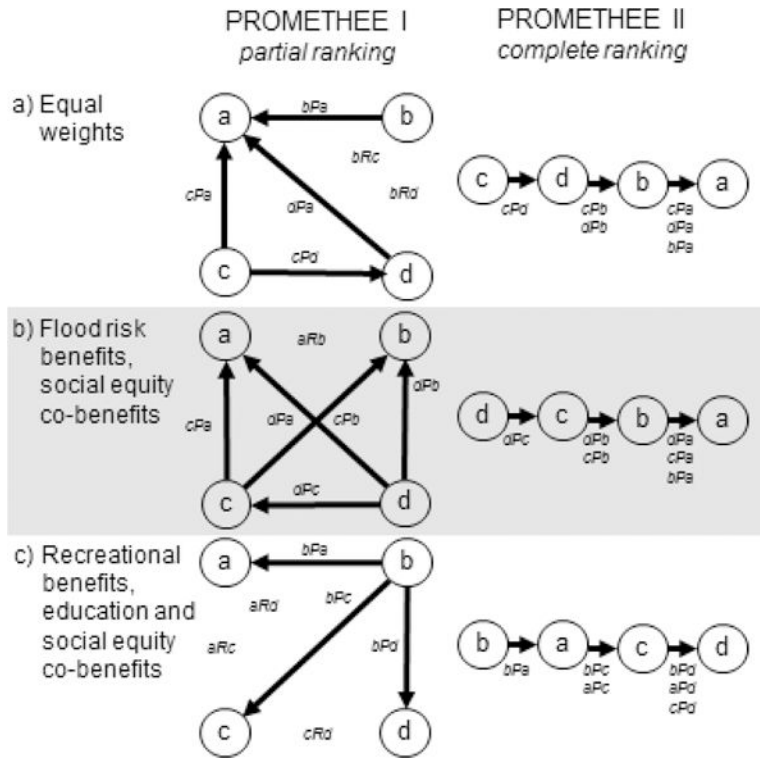 PROMETHEE I
partial ranking
PROMETHEE II
complete ranking
a) Equal
weights
a
bPa
b
bRc
bRd
cPa
dPa
c
cPd
d
c
cPd
d
cPb
dPb
b
cPa
dPa
bPa
a
b) Flood risk
benefits,
social equity
co-benefits
a
aRb
b
cPa
dPa
cPb
dPb
c
dPc
d
d
dPc
c
dPb
cPb
b
dPa
cPa
bPa
a
c) Recreational
benefits,
education and
social equity
co-benefits
a
bPa
b
aRd
bPc
aRc
bPd
c
cRd
d
b
bPa
a
bPc
aPc
c
bPd
aPd
cPd
d